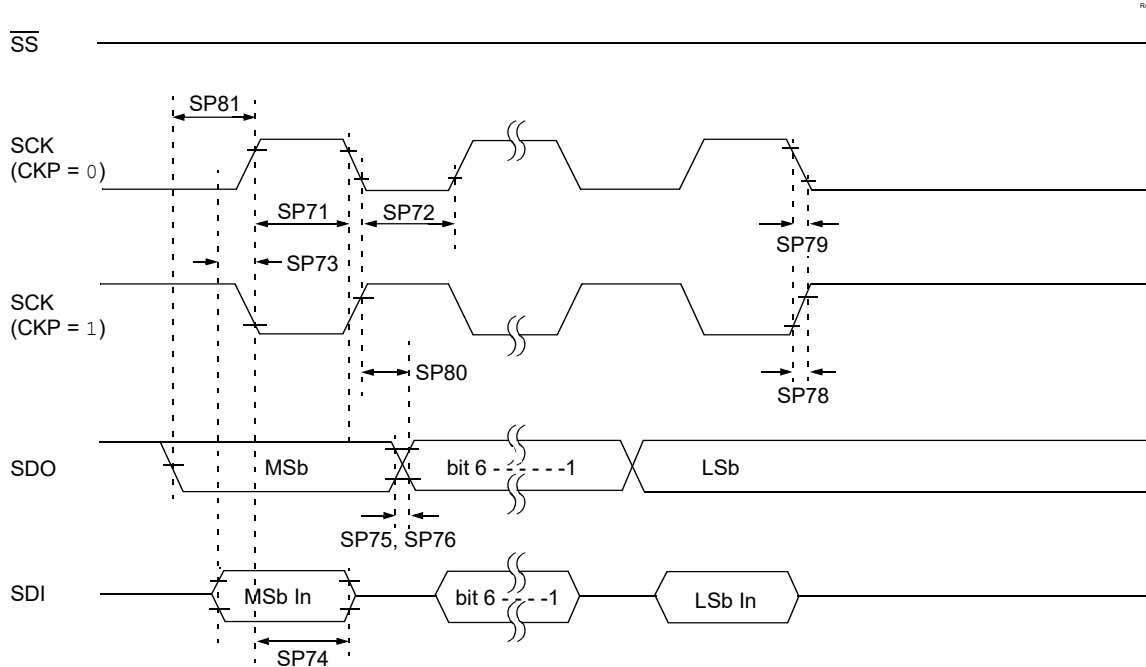 SS
SP81
SCK
(CKP = 0)
SP71
SP72
SP79
SP73
SCK
(CKP = 1)
SP80
SP78
SDO
MSb
bit 6 - - - - - - -1
LSb
SP75, SP76
SDI
MSb In
bit 6 - - - - -1
LSb In
SP74